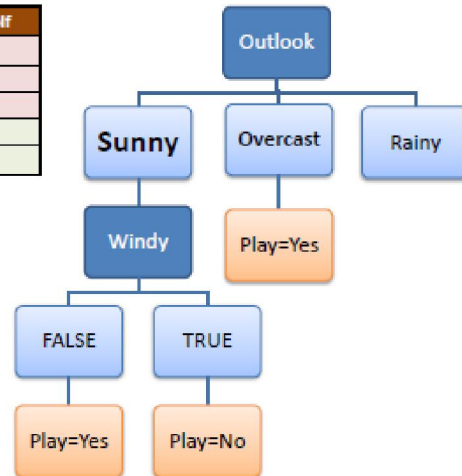 Outlook
Sunny
Overcast
Rainy
Windy
Play=Yes
FALSE
TRUE
Play=Yes
Play=No